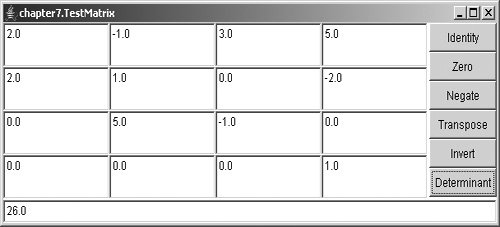 chapter7.TestMatrix
2.0 -1.0 3.0 5.0 Identity
Zero
2.0 1.0 0.0 -2.0
Negate
0.0 5.0 -1.0 0.0 Transpose
Invert
0.0 0.0 0.0 1.0 Determinant
26.0